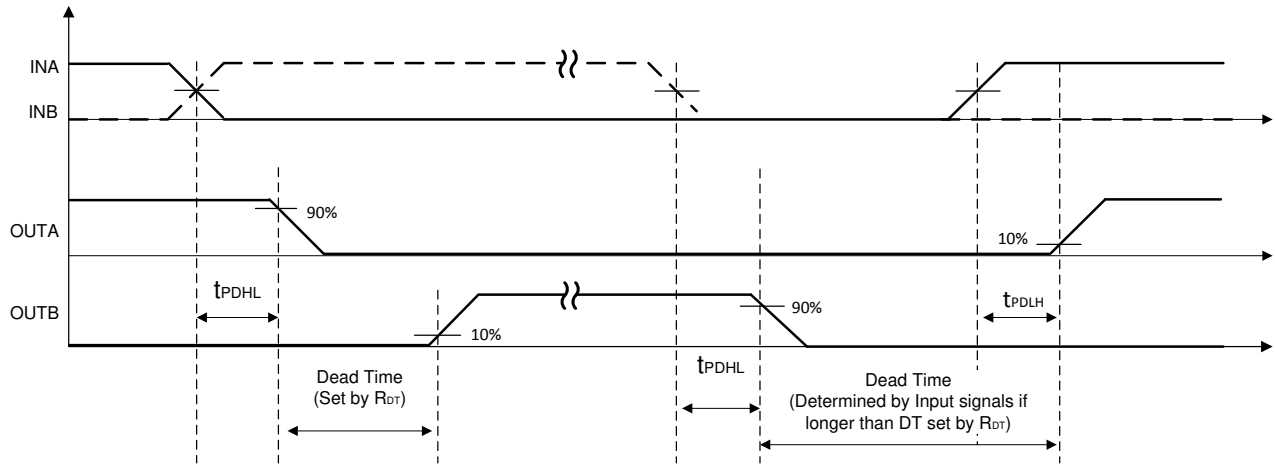 INA
INB
OUTA
90%
10%
OUTB
tPDHL
10%
90%
tPDLH
tPDHL
Dead Time
(Set by RDT)
Dead Time
(Determined by Input signals if
longer than DT set by RDT)